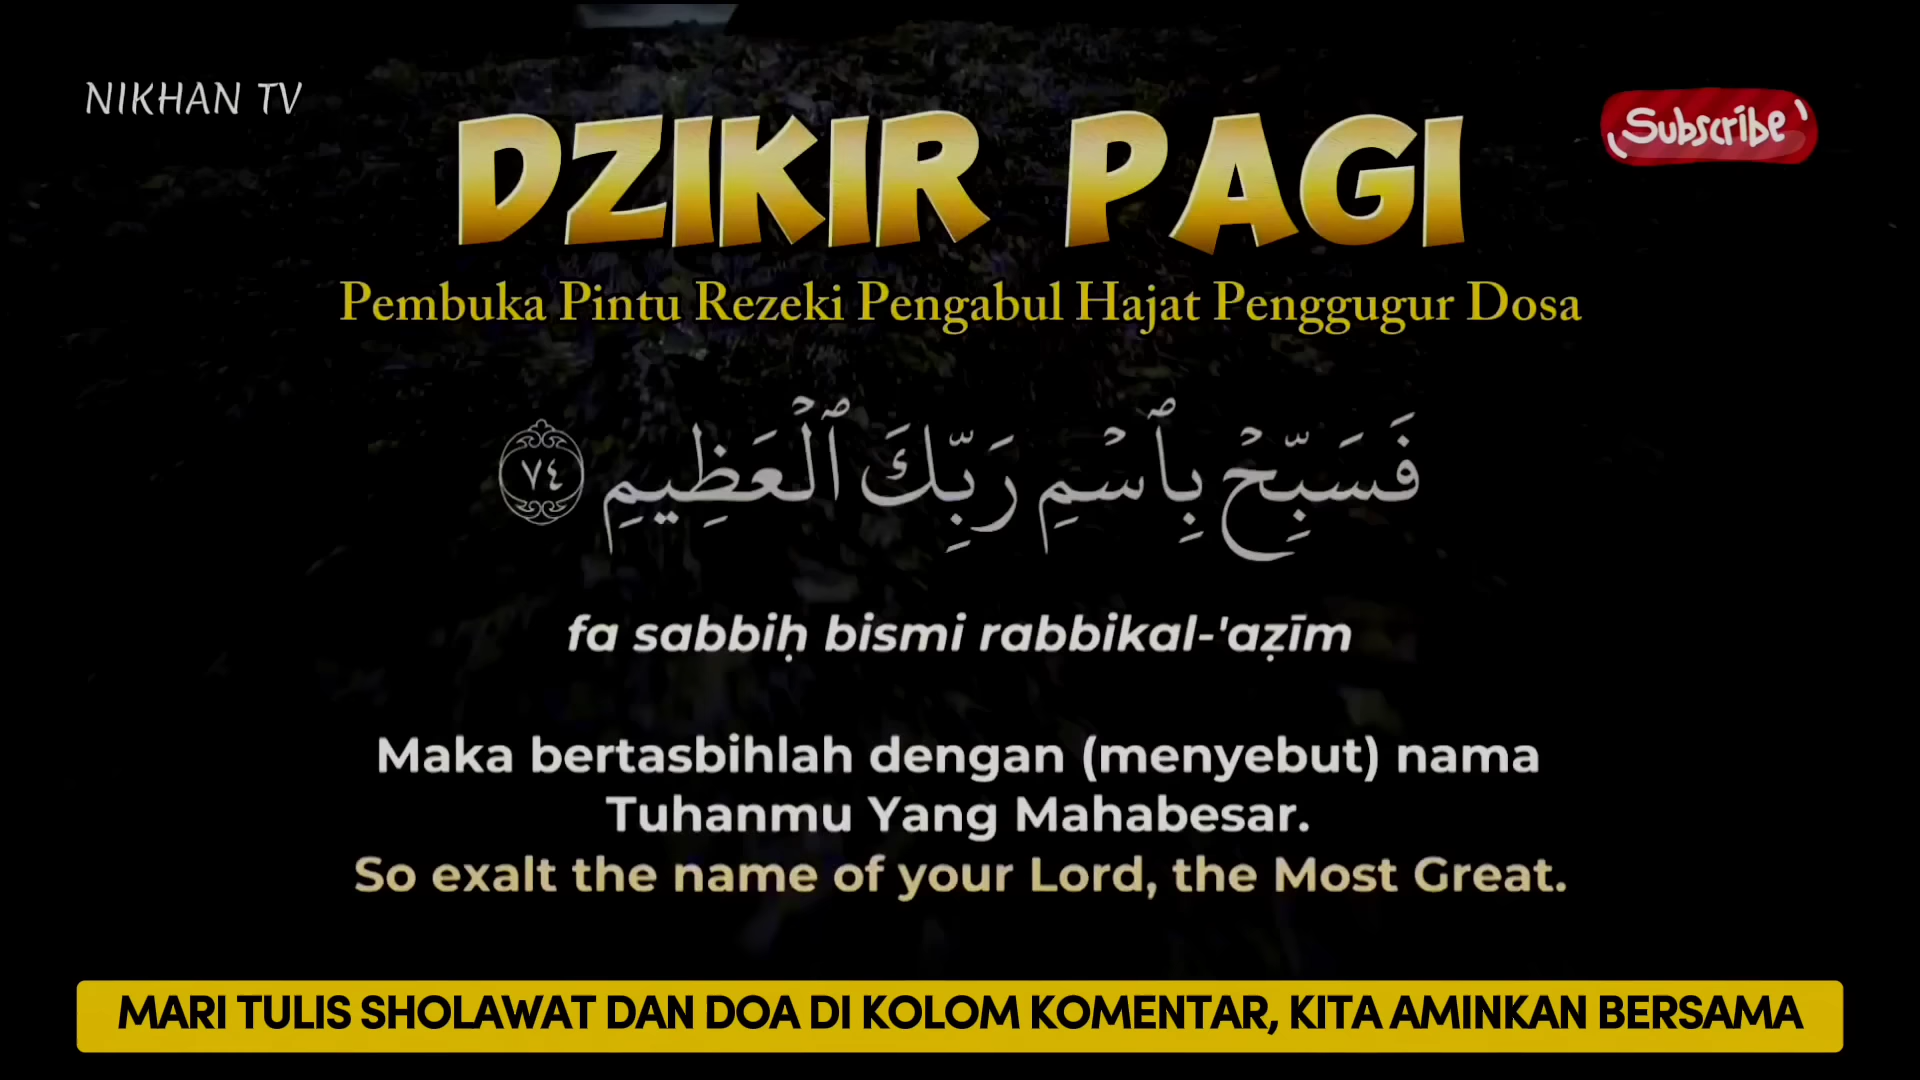 NIKHAN TV
Subscribe
DZIKIR PAGI
Pembuka Pintu Rezeki Pengabul Hajat Penggugur Dosa
فَسَبِّحْ بِٱسْمِ رَبِّكَ ٱلْعَظِيمِ ٧٤
fa sabbiḥ bismi rabbikal-'aẓīm
Maka bertasbihlah dengan (menyebut) nama
Tuhanmu Yang Mahabesar.
So exalt the name of your Lord, the Most Great.
MARI TULIS SHOLAWAT DAN DOA DI KOLOM KOMENTAR, KITA AMINKAN BERSAMA